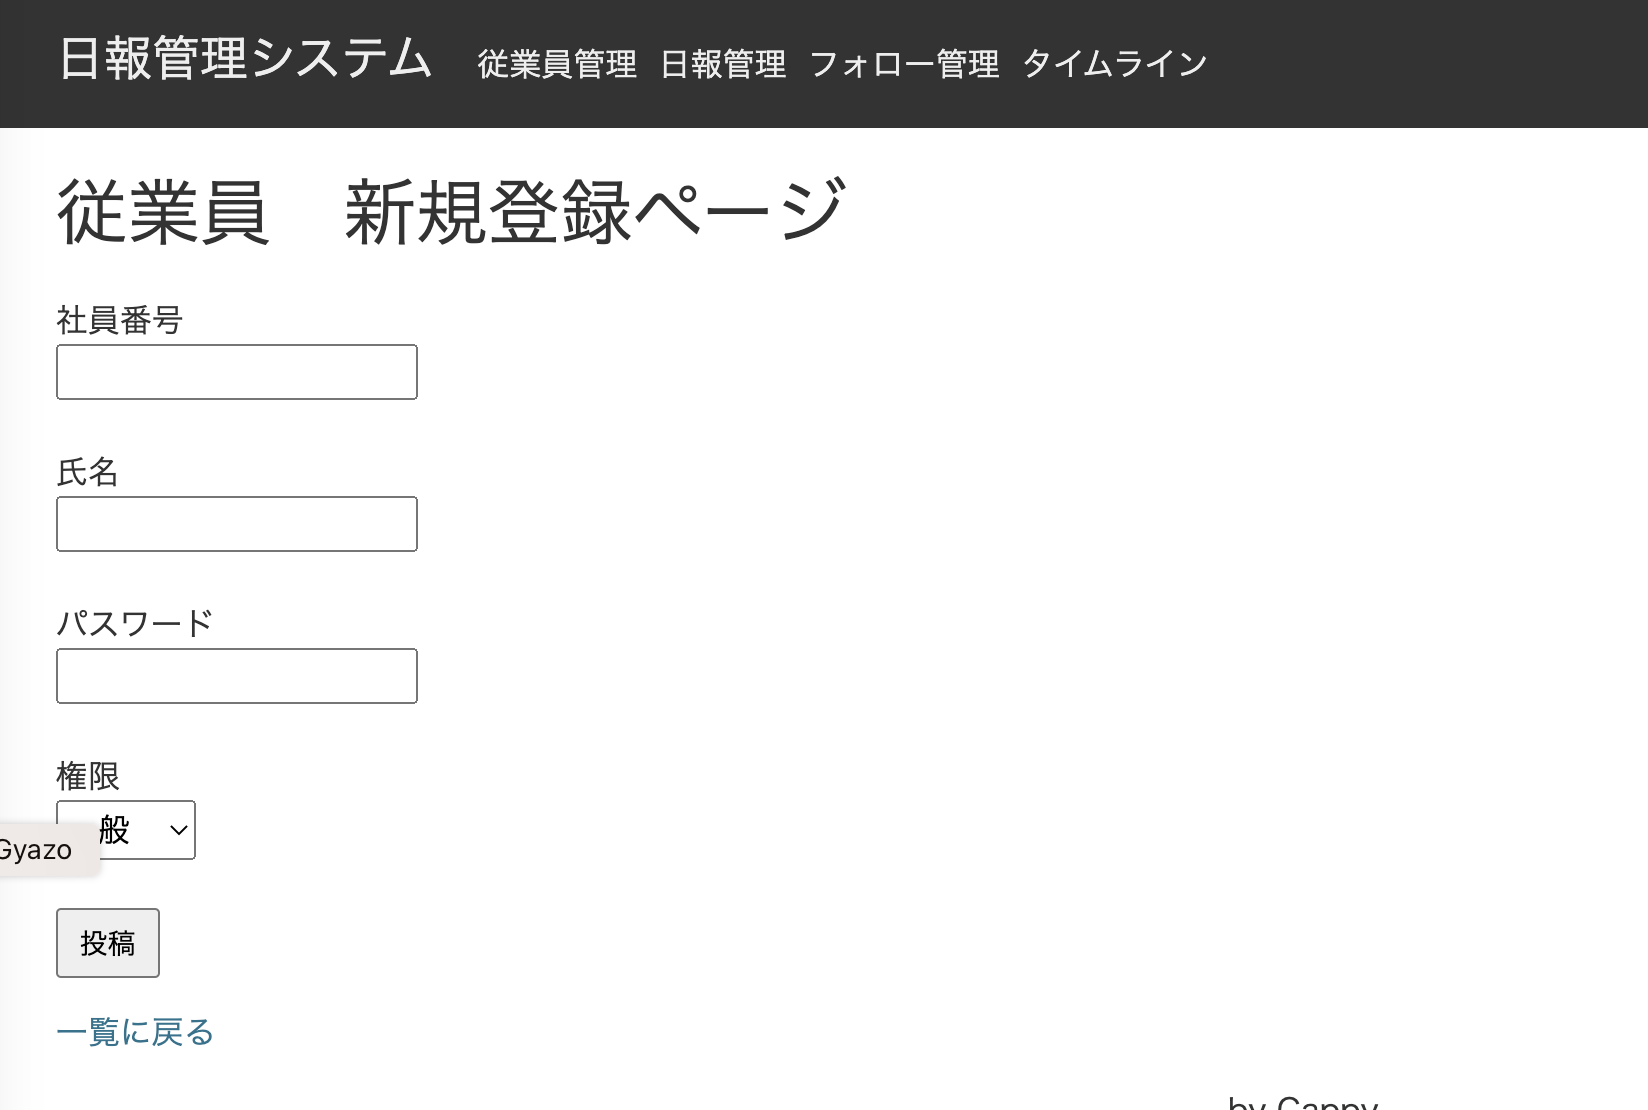 日報管理システム 従業員管理 日報管理 フォロー管理 タイムライン
従業員　新規登録ページ
社員番号
氏名
パスワード
権限
般
Gyazo
投稿
一覧に戻る
by Cappy